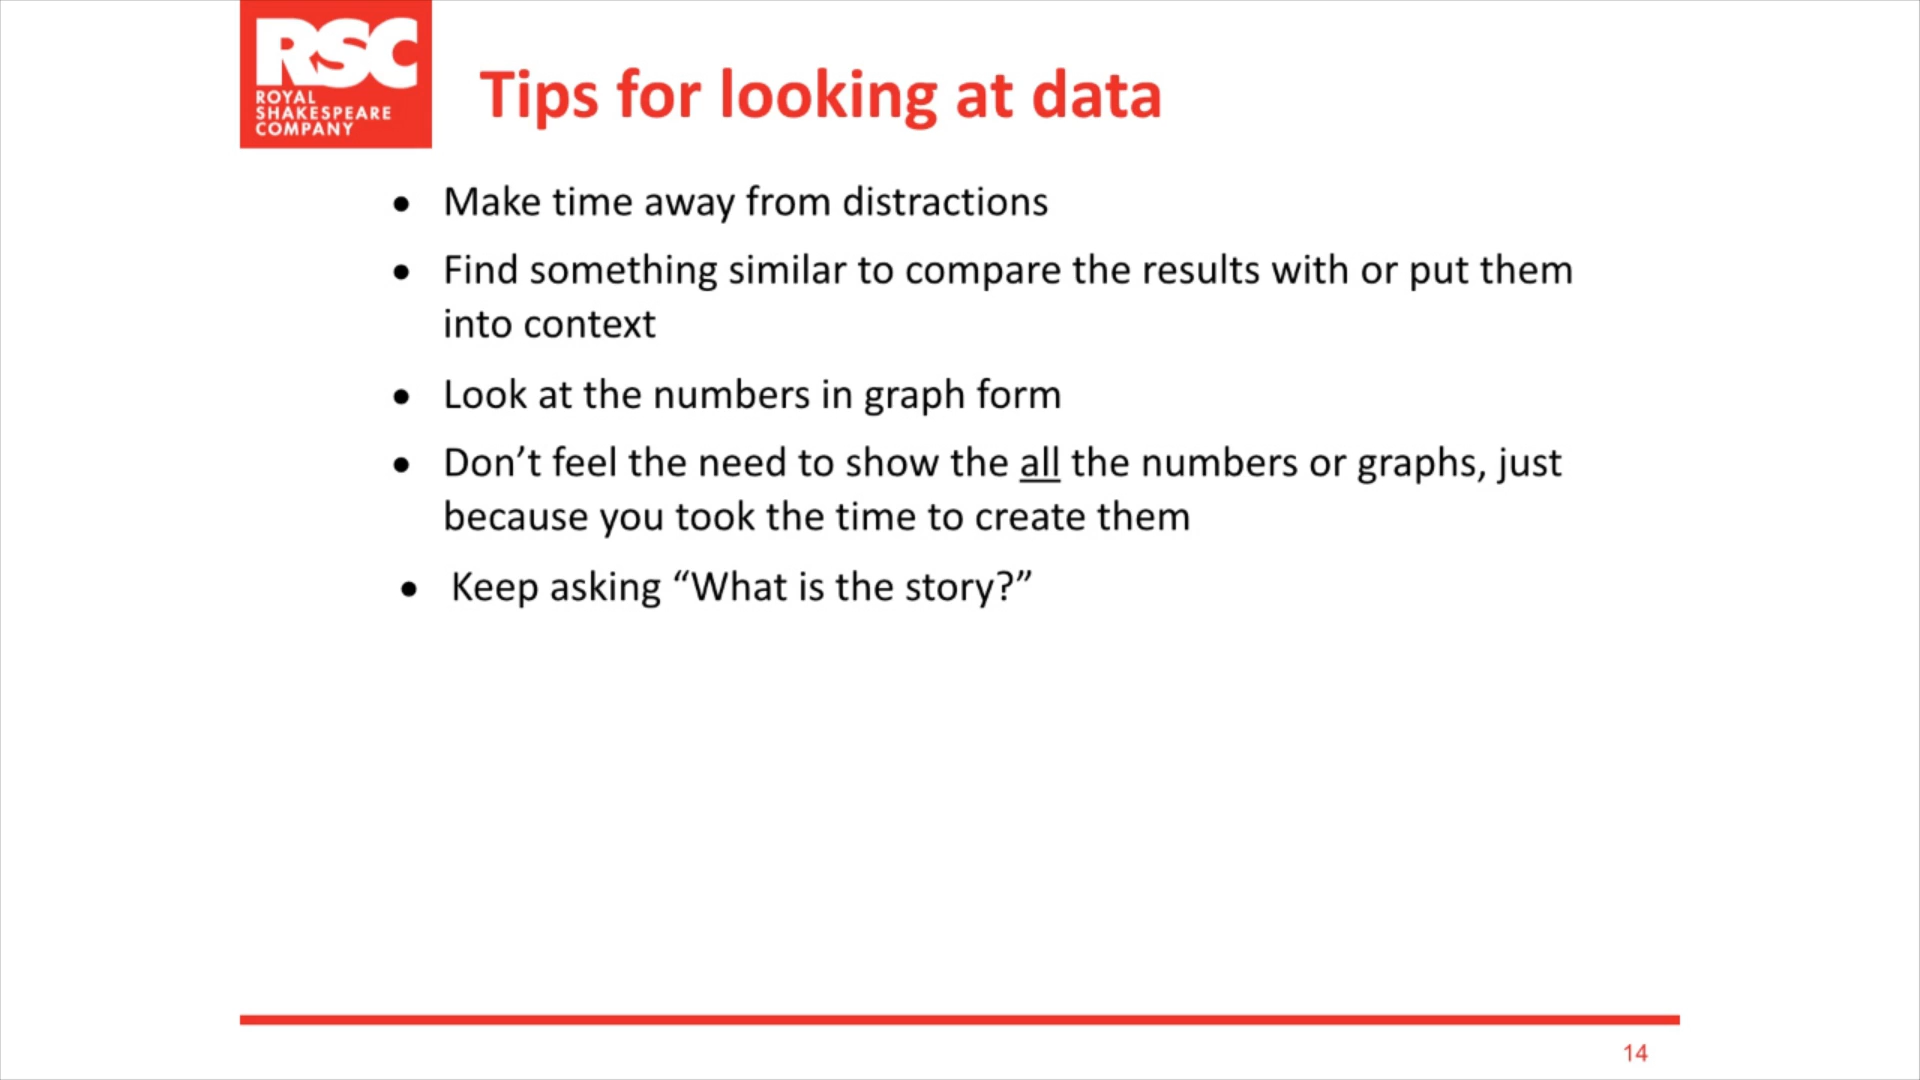 RSC
ROYAL
SHAKESPEARE
COMPANY
Tips for looking at data
• Make time away from distractions
• Find something similar to compare the results with or put them
into context
• Look at the numbers in graph form
• Don’t feel the need to show the all the numbers or graphs, just
because you took the time to create them
• Keep asking “What is the story?”
14